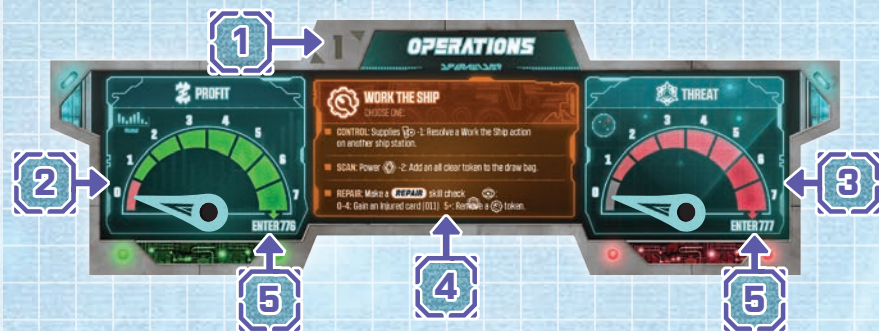 1
OPERATIONS
PROFIT
0 1 2 3 4 5 6 7
ENTER 776
WORK THE SHIP
CHOOSE ONE:
CONTROL: Supplies -1: Resolve a Work the Ship action
on another ship station.
SCAN: Power -2: Add an all clear token to the draw bag.
REPAIR: Make a REPAIR skill check
0-4: Gain an Injured card (011) 5+: Remove a token.
THREAT
0 1 2 3 4 5 6 7
ENTER 777
2
3
5
4
5